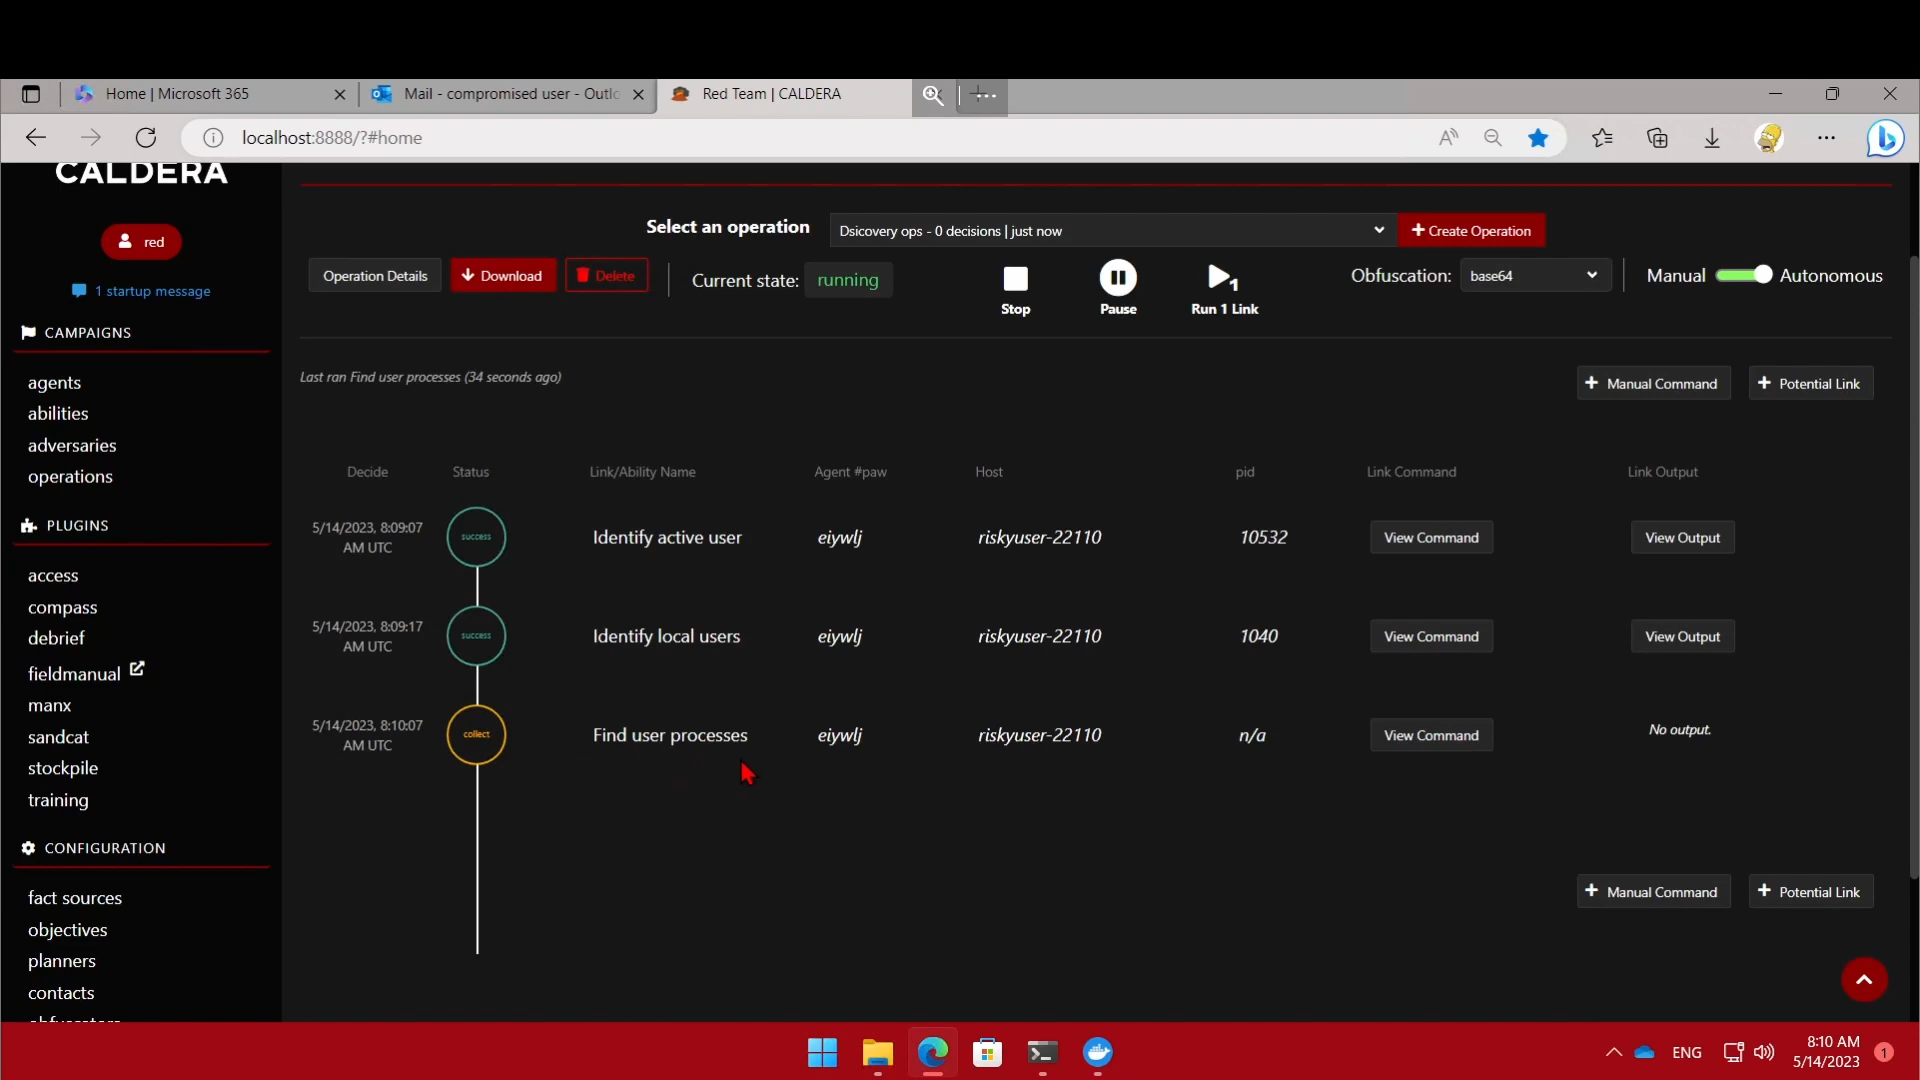 Home | Microsoft 365
Mail - compromised user - Outlo
Red Team | CALDERA
localhost:8888/?#home
CALDERA
red
1 startup message
CAMPAIGNS
agents
abilities
adversaries
operations
PLUGINS
access
compass
debrief
fieldmanual
manx
sandcat
stockpile
training
CONFIGURATION
fact sources
objectives
planners
contacts
obfuscators
Select an operation
Dsicovery ops - 0 decisions | just now
+ Create Operation
Operation Details
Download
Delete
Current state: running
Stop
Pause
1
Run 1 Link
Obfuscation: base64
Manual
Autonomous
Last ran Find user processes (34 seconds ago)
+ Manual Command
+ Potential Link
Decide Status Link/Ability Name Agent #paw Host pid Link Command Link Output
5/14/2023, 8:09:07
AM UTC
success
Identify active user eiywlj riskyuser-22110 10532 View Command View Output
5/14/2023, 8:09:17
AM UTC
success
Identify local users eiywlj riskyuser-22110 1040 View Command View Output
5/14/2023, 8:10:07
AM UTC
collect
Find user processes eiywlj riskyuser-22110 n/a View Command No output.
+ Manual Command
+ Potential Link
ENG
8:10 AM
5/14/2023
1